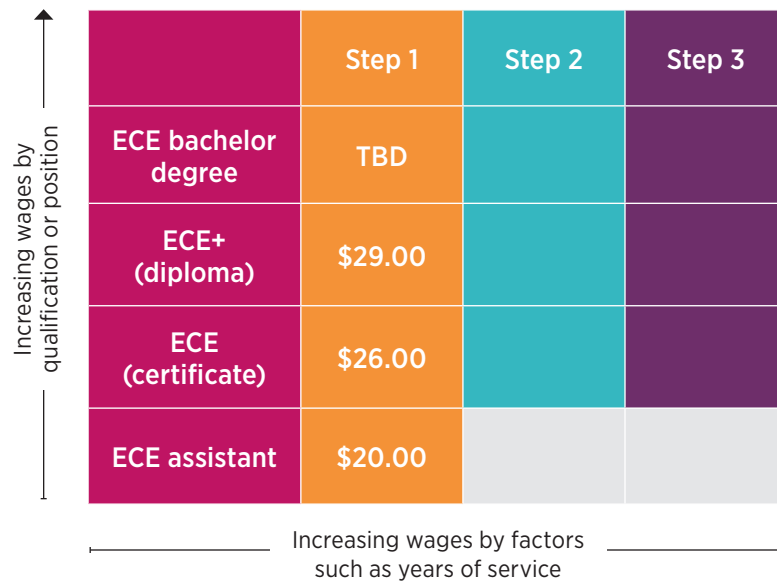 Increasing wages by
qualification or position
Step 1
Step 2
Step 3
ECE bachelor
degree
TBD
ECE+
(diploma)
$29.00
ECE
(certificate)
$26.00
ECE assistant
$20.00
Increasing wages by factors
such as years of service